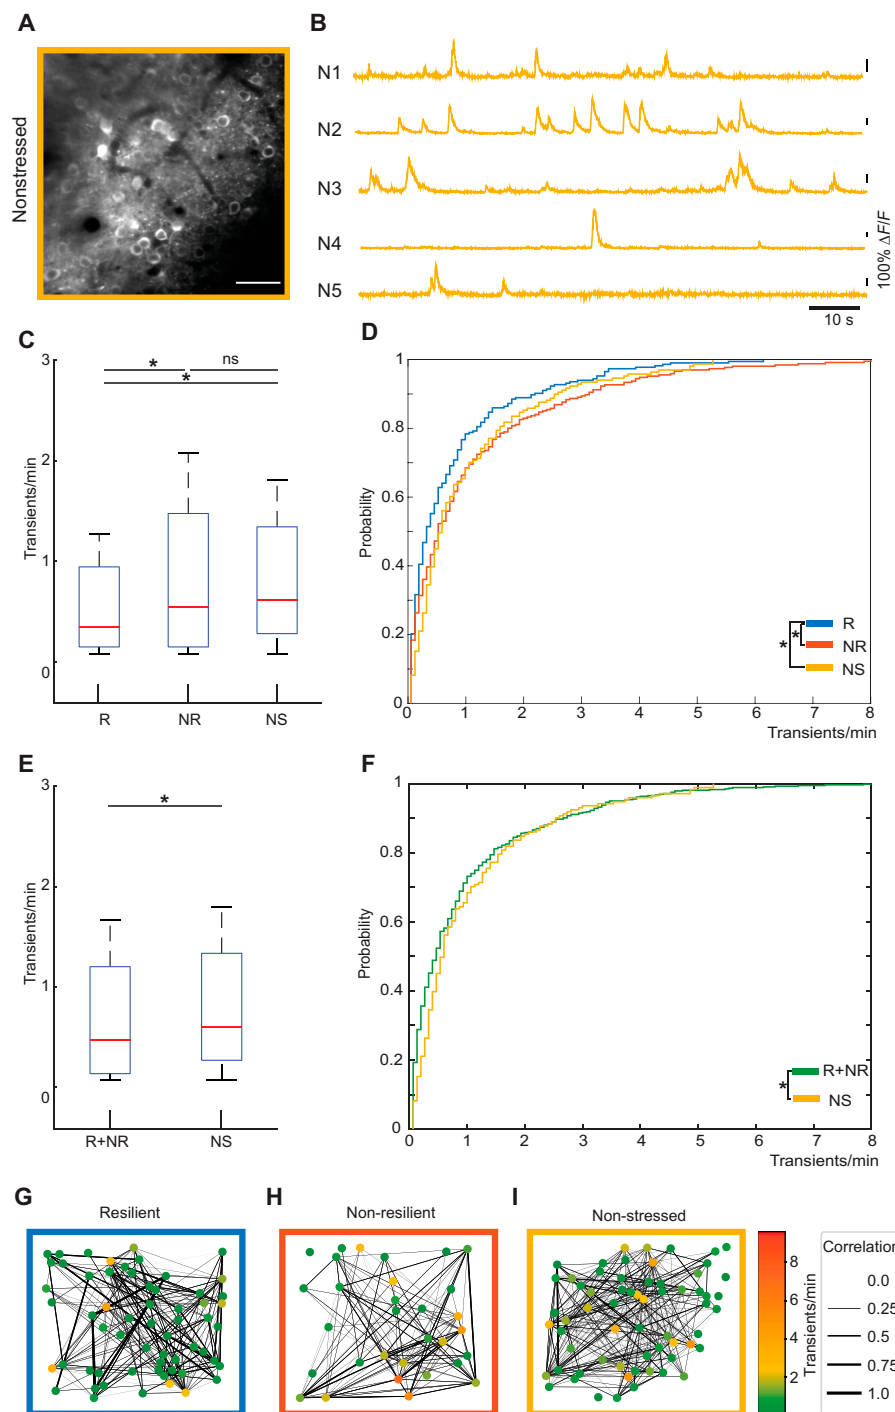 A
B
Nonstressed
N1
N2
N3
N4
N5
100% ΔF/F
10 s
C
D
3
2
1
0
Transients/min
*
ns
*
R
NR
NS
1
0.8
0.6
0.4
0.2
0
Probability
0 1 2 3 4 5 6 7 8
Transients/min
* *
R
NR
NS
E
F
3
2
1
0
Transients/min
*
R+NR
NS
1
0.8
0.6
0.4
0.2
0
Probability
0 1 2 3 4 5 6 7 8
Transients/min
*
R+NR
NS
G
H
I
Resilient
Non-resilient
Non-stressed
8
6
4
2
Transients/min
Correlation
0.0
0.25
0.5
0.75
1.0